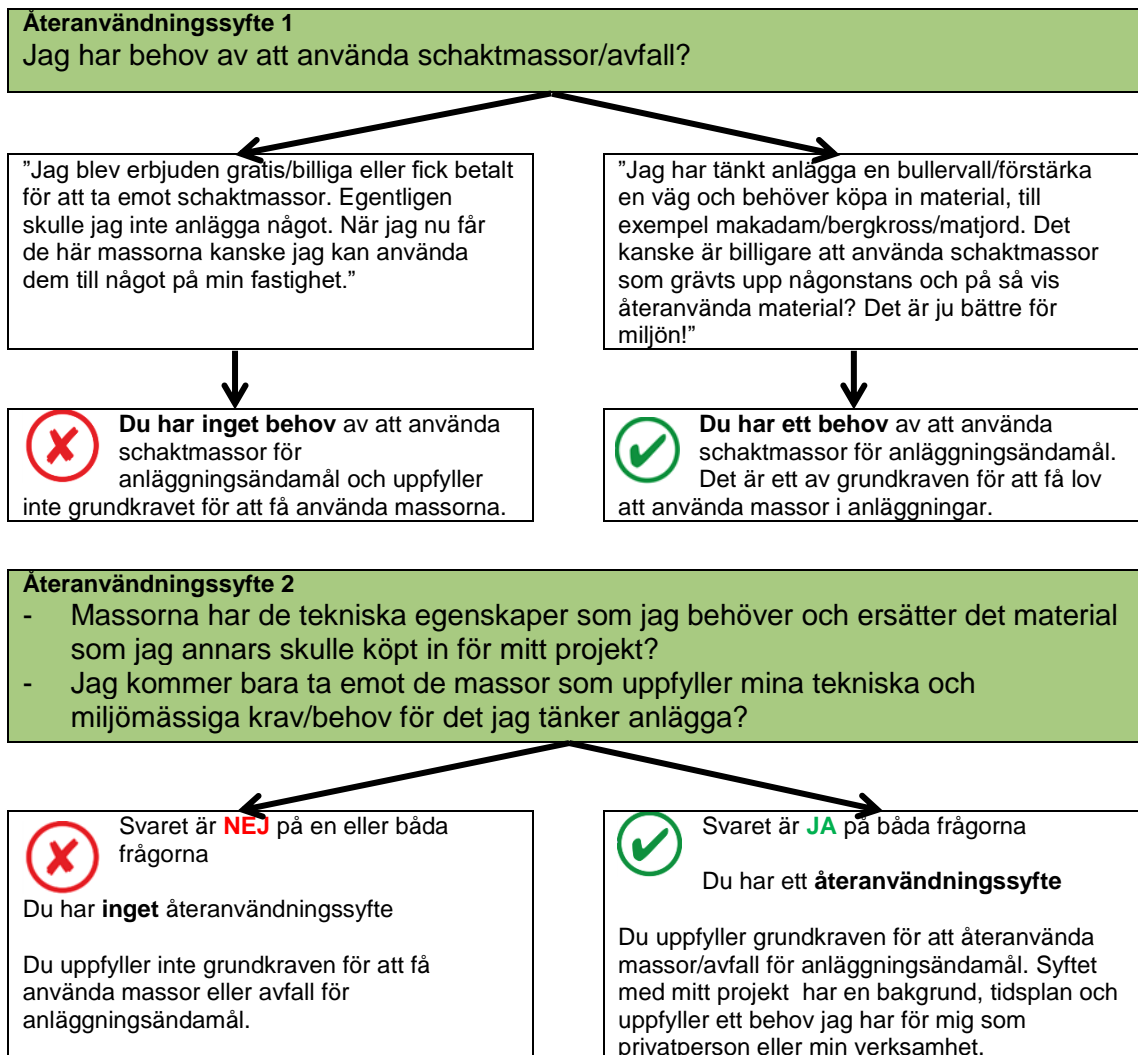 Återanvändningssyfte 1
Jag har behov av att använda schaktmassor/avfall?
”Jag blev erbjuden gratis/billiga eller fick betalt
för att ta emot schaktmassor. Egentligen
skulle jag inte anlägga något. När jag nu får
de här massorna kanske jag kan använda
dem till något på min fastighet.”
”Jag har tänkt anlägga en bullervall/förstärka
en väg och behöver köpa in material, till
exempel makadam/bergkross/matjord. Det
kanske är billigare att använda schaktmassor
som grävts upp någonstans och på så vis
återanvända material? Det är ju bättre för
miljön!”
Du har inget behov av att använda
schaktmassor för
anläggningsändamål och uppfyller
inte grundkravet för att få använda massorna.
Du har ett behov av att använda
schaktmassor för anläggningsändamål.
Det är ett av grundkraven för att få lov
att använda massor i anläggningar.
Återanvändningssyfte 2
- Massorna har de tekniska egenskaper som jag behöver och ersätter det material
som jag annars skulle köpt in för mitt projekt?
- Jag kommer bara ta emot de massor som uppfyller mina tekniska och
miljömässiga krav/behov för det jag tänker anlägga?
Svaret är NEJ på en eller båda
frågorna
Du har inget återanvändningssyfte
Du uppfyller inte grundkraven för att få
använda massor eller avfall för
anläggningsändamål.
Svaret är JA på båda frågorna
Du har ett återanvändningssyfte
Du uppfyller grundkraven för att återanvända
massor/avfall för anläggningsändamål. Syftet
med mitt projekt har en bakgrund, tidsplan och
uppfyller ett behov jag har för mig som
privatperson eller min verksamhet.